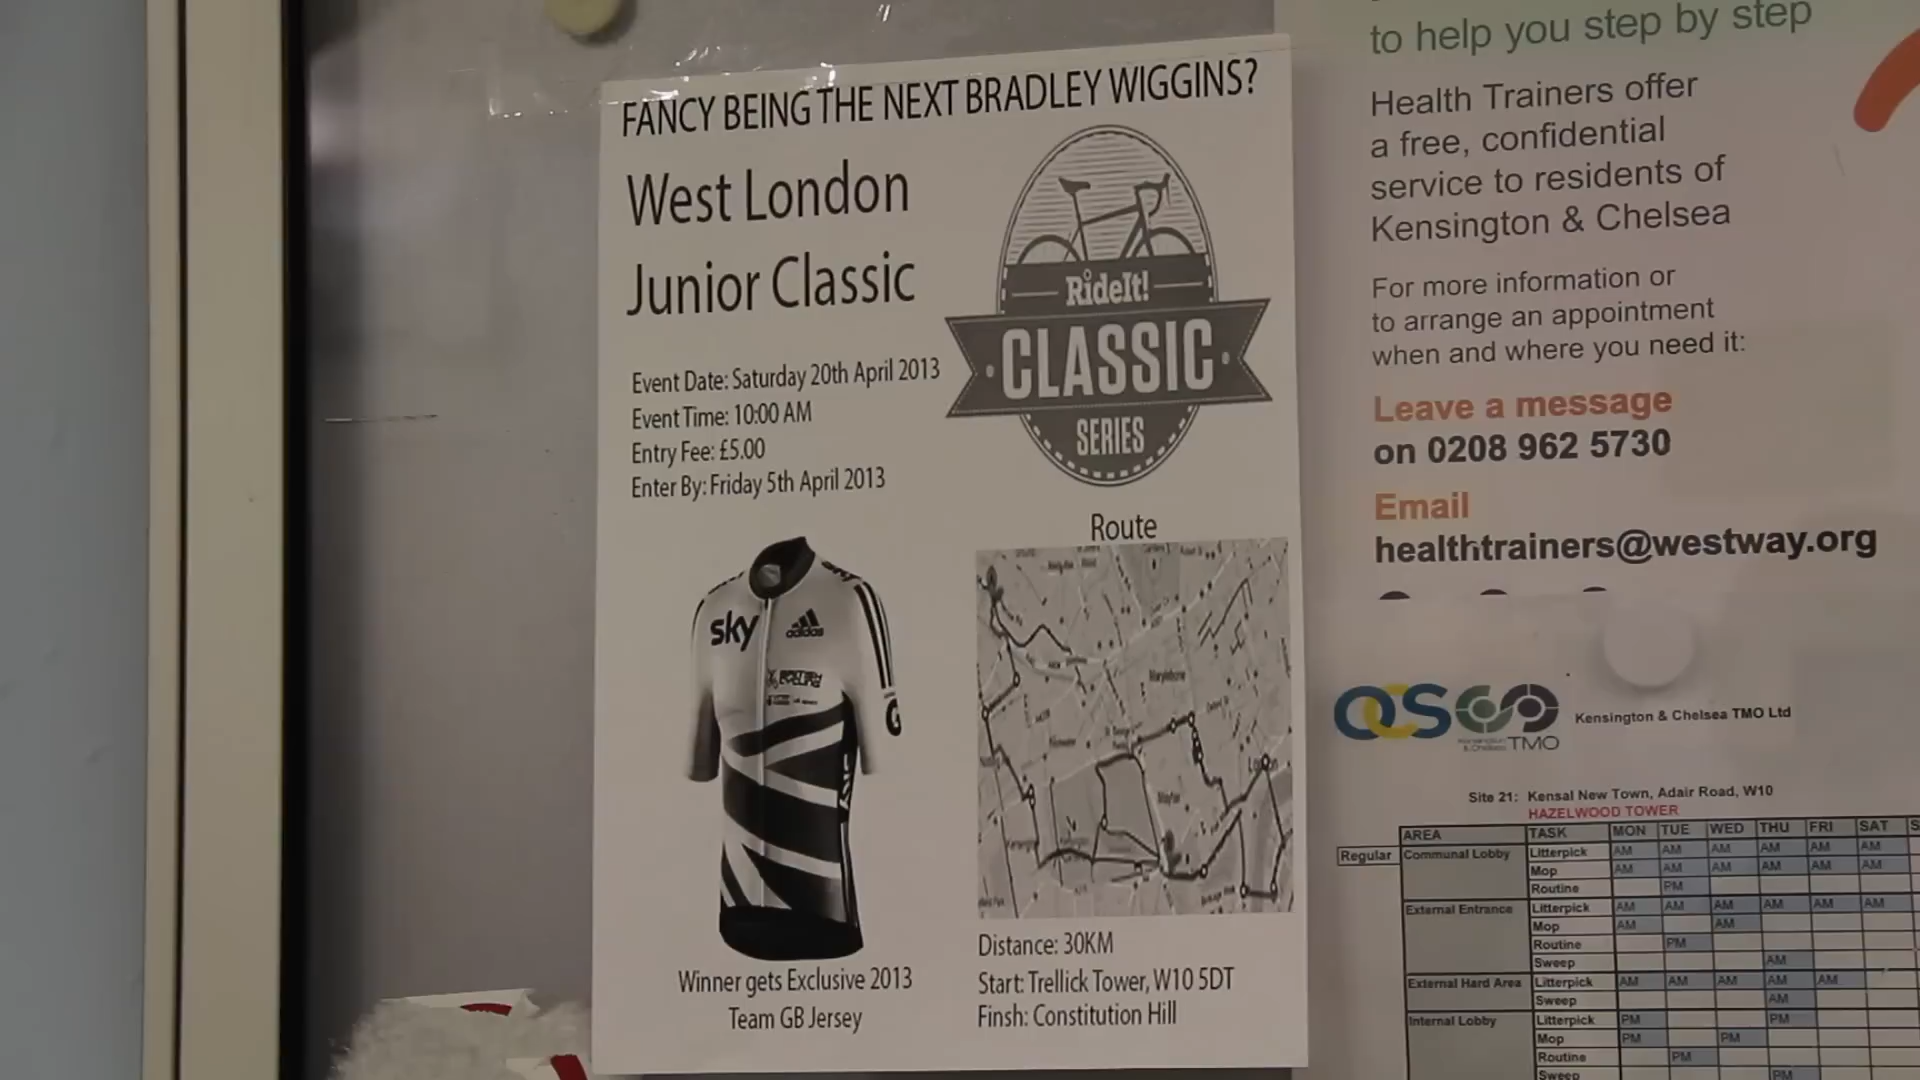 FANCY BEING THE NEXT BRADLEY WIGGINS?
West London
Junior Classic
RideIt!
CLASSIC
SERIES
Event Date: Saturday 20th April 2013
Event Time: 10:00 AM
Entry Fee: £5.00
Enter By: Friday 5th April 2013
sky
adidas
Winner gets Exclusive 2013
Team GB Jersey
Route
Marylebone
Mayfair
London
Distance: 30KM
Start: Trellick Tower, W10 5DT
Finsh: Constitution Hill
to help you step by step
Health Trainers offer
a free, confidential
service to residents of
Kensington & Chelsea
For more information or
to arrange an appointment
when and where you need it:
Leave a message
on 0208 962 5730
Email
healthtrainers@westway.org
OCS
TMO
Kensington & Chelsea TMO Ltd
Site 21: Kensal New Town, Adair Road, W10
HAZELWOOD TOWER
AREA TASK MON TUE WED THU FRI SAT S
Regular Communal Lobby Litterpick AM AM AM AM AM AM
Mop AM AM AM AM AM AM
Routine PM
External Entrance Litterpick AM AM AM AM AM AM
Mop AM AM
Routine PM
Sweep AM
External Hard Area Litterpick AM AM AM AM AM
Sweep AM
Internal Lobby Litterpick PM PM
Mop PM PM
Routine PM
Sweep PM